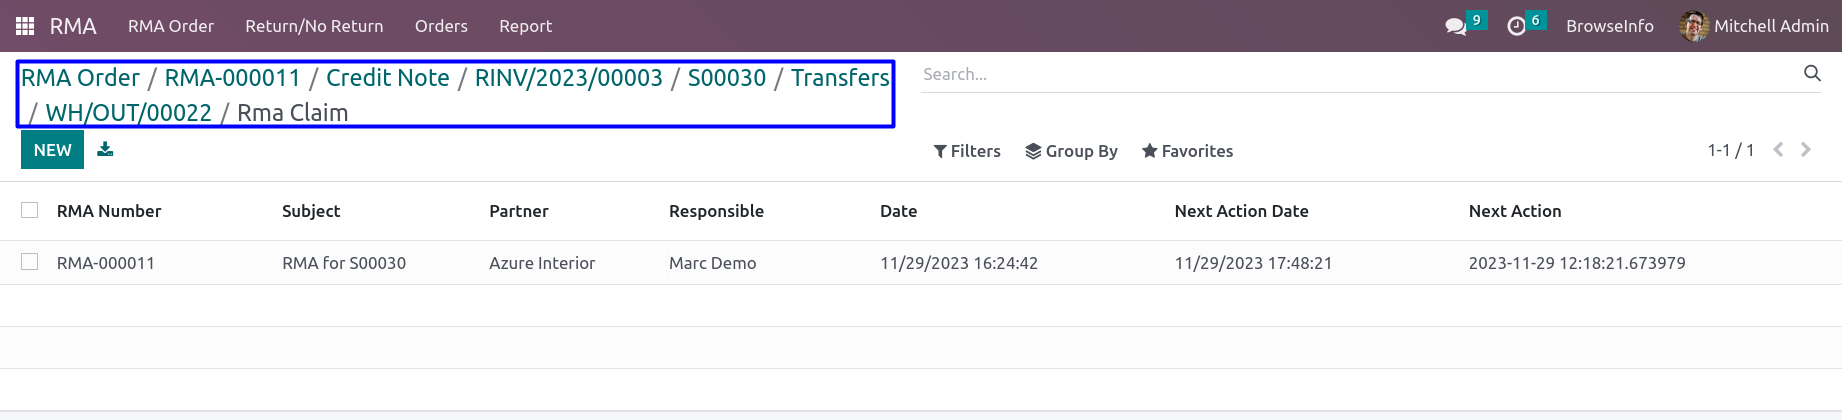 RMA RMA Order Return/No Return Orders Report 9 6 BrowseInfo Mitchell Admin
RMA Order / RMA-000011 / Credit Note / RINV/2023/00003 / S00030 / Transfers
/ WH/OUT/00022 / Rma Claim
Search...
NEW Filters Group By Favorites 1-1 / 1
RMA Number Subject Partner Responsible Date Next Action Date Next Action
RMA-000011 RMA for S00030 Azure Interior Marc Demo 11/29/2023 16:24:42 11/29/2023 17:48:21 2023-11-29 12:18:21.673979